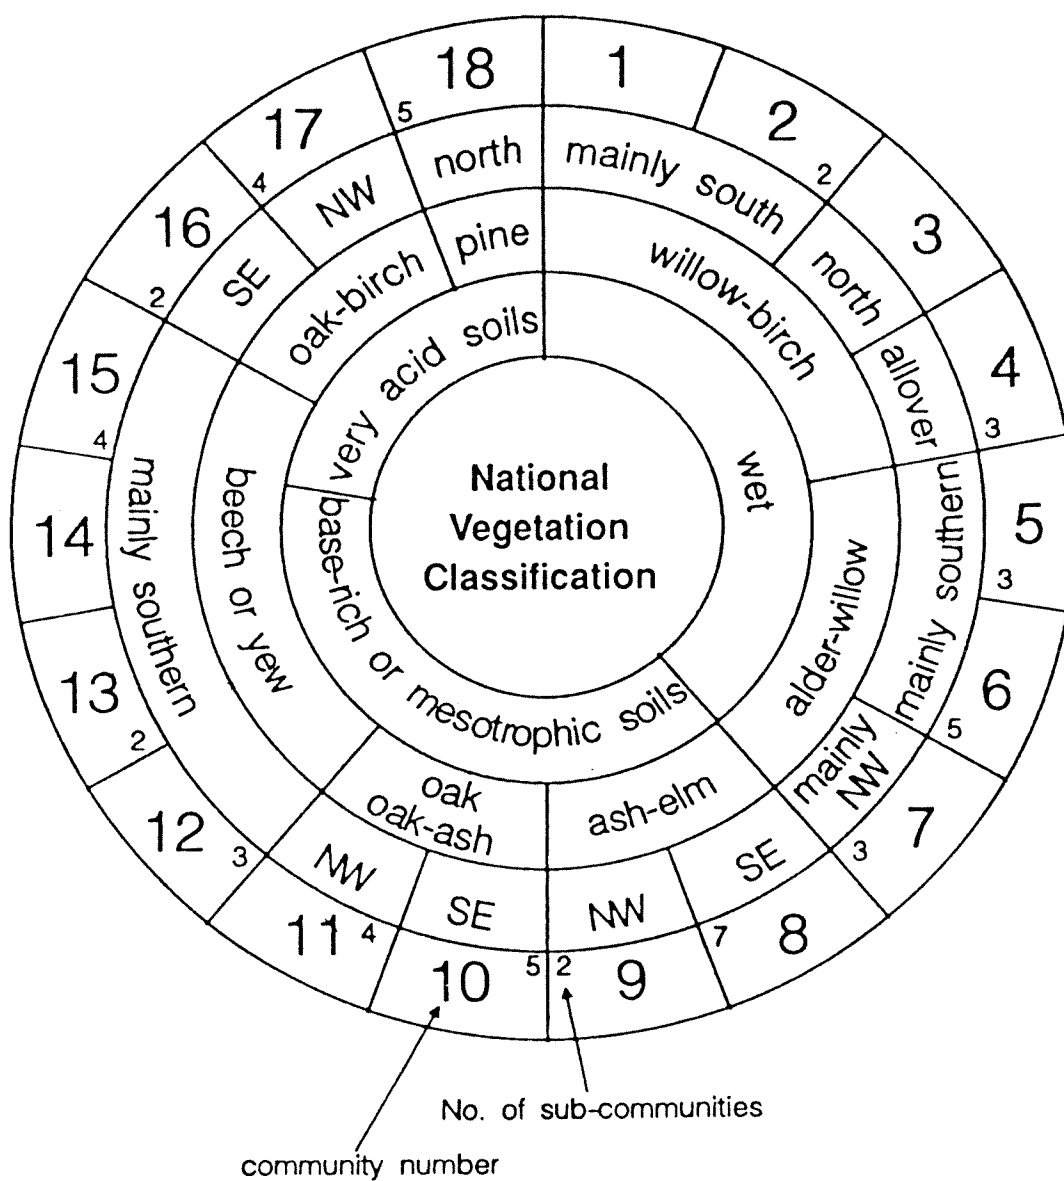 National
Vegetation
Classification
wet
base-rich or mesotrophic soils
very acid soils
willow-birch
alder-willow
ash-elm
oak
oak-ash
beech or yew
oak-birch
pine
mainly south
north
allover
mainly southern
mainly
NW
SE
NW
SE
NW
mainly southern
SE
NW
north
1
2
2
3
4
3
5
3
6
5
7
3
8
7
9
2
10
5
11
4
12
3
13
2
14
15
4
16
2
17
4
18
5
No. of sub-communities
community number